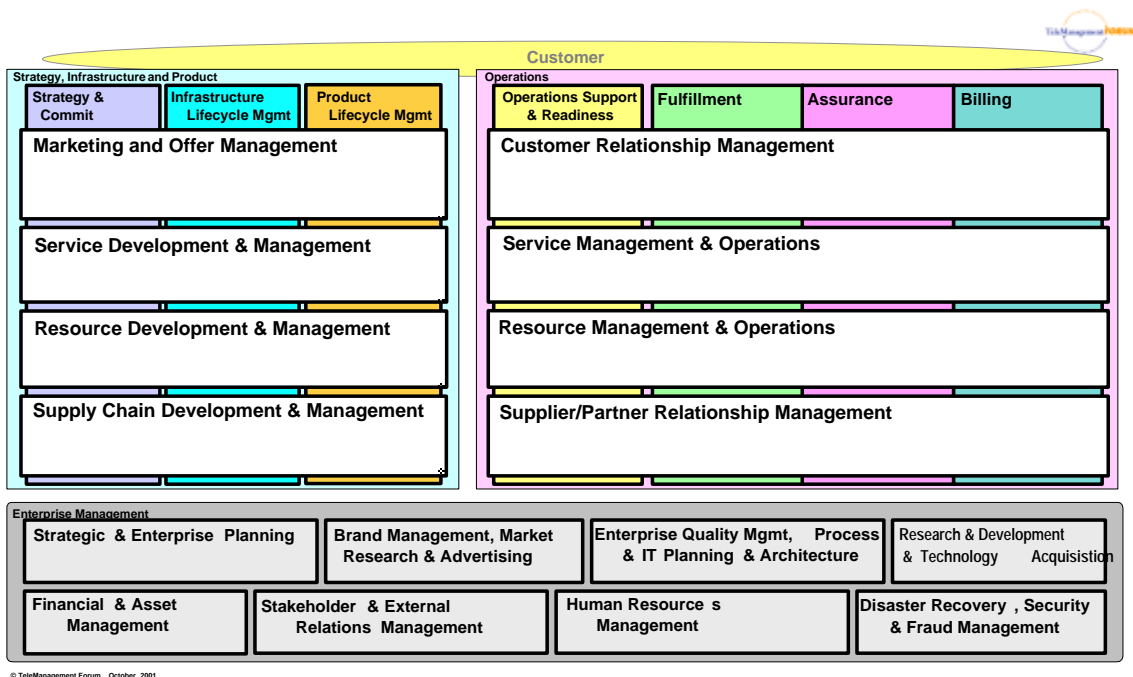 TeleManagement FORUM
Customer
Strategy, Infrastructure and Product
Strategy &
Commit
Infrastructure
Lifecycle Mgmt
Product
Lifecycle Mgmt
Marketing and Offer Management
Service Development & Management
Resource Development & Management
Supply Chain Development & Management
Operations
Operations Support
& Readiness
Fulfillment
Assurance
Billing
Customer Relationship Management
Service Management & Operations
Resource Management & Operations
Supplier/Partner Relationship Management
Enterprise Management
Strategic & Enterprise Planning
Brand Management, Market
Research & Advertising
Enterprise Quality Mgmt, Process
& IT Planning & Architecture
Research & Development
& Technology Acquisistion
Financial & Asset
Management
Stakeholder & External
Relations Management
Human Resource s
Management
Disaster Recovery , Security
& Fraud Management
© TeleManagement Forum October, 2001